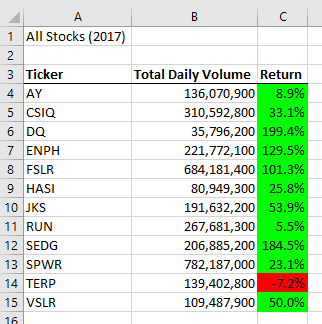 A B C
1 All Stocks (2017)
2
3 Ticker Total Daily Volume Return
4 AY 136,070,900 8.9%
5 CSIQ 310,592,800 33.1%
6 DQ 35,796,200 199.4%
7 ENPH 221,772,100 129.5%
8 FSLR 684,181,400 101.3%
9 HASI 80,949,300 25.8%
10 JKS 191,632,200 53.9%
11 RUN 267,681,300 5.5%
12 SEDG 206,885,200 184.5%
13 SPWR 782,187,000 23.1%
14 TERP 139,402,800 -7.2%
15 VSLR 109,487,900 50.0%
16